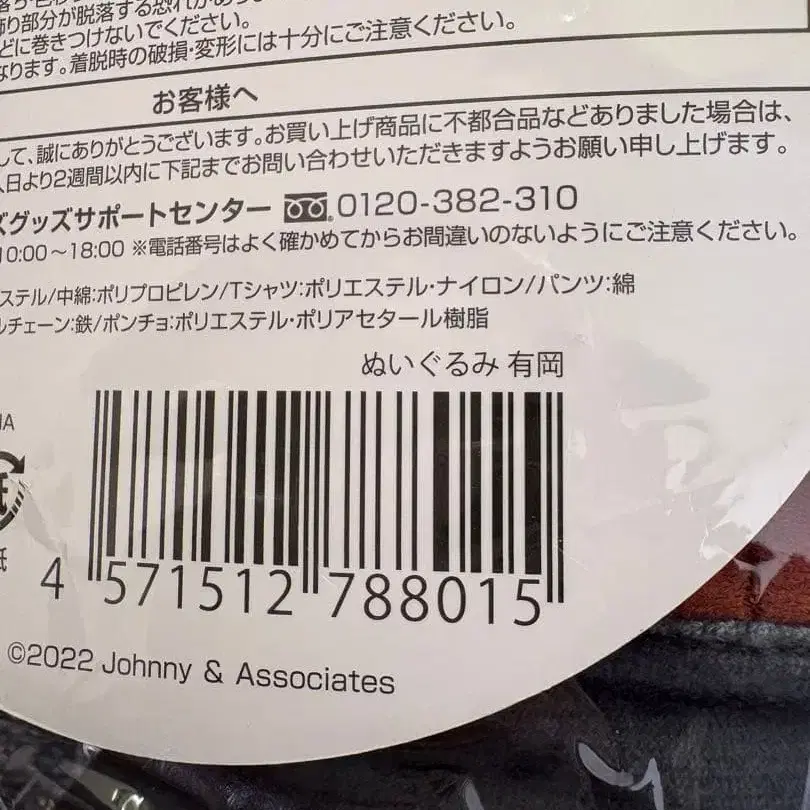 飾り部分が脱落する恐れがあ
どに巻きつけないでください。
なります。着脱時の破損・変形には十分にご注意ください。
お客様へ
して、誠にありがとうございます。お買い上げ商品に不都合品などありました場合は、
入日より2週間以内に下記までお問い合わせいただきますようお願い申し上げます。
ズグッズサポートセンター 0120-382-310
10:00～18:00 ※電話番号はよく確かめてからお間違いのないようにご注意ください。
ステル/中綿:ポリプロピレン/Tシャツ:ポリエステル・ナイロン/パンツ:綿
ルチェーン:鉄/ポンチョ:ポリエステル・ポリアセタール樹脂
ぬいぐるみ 有岡
紙
紙
4 571512 788015
©2022 Johnny & Associates